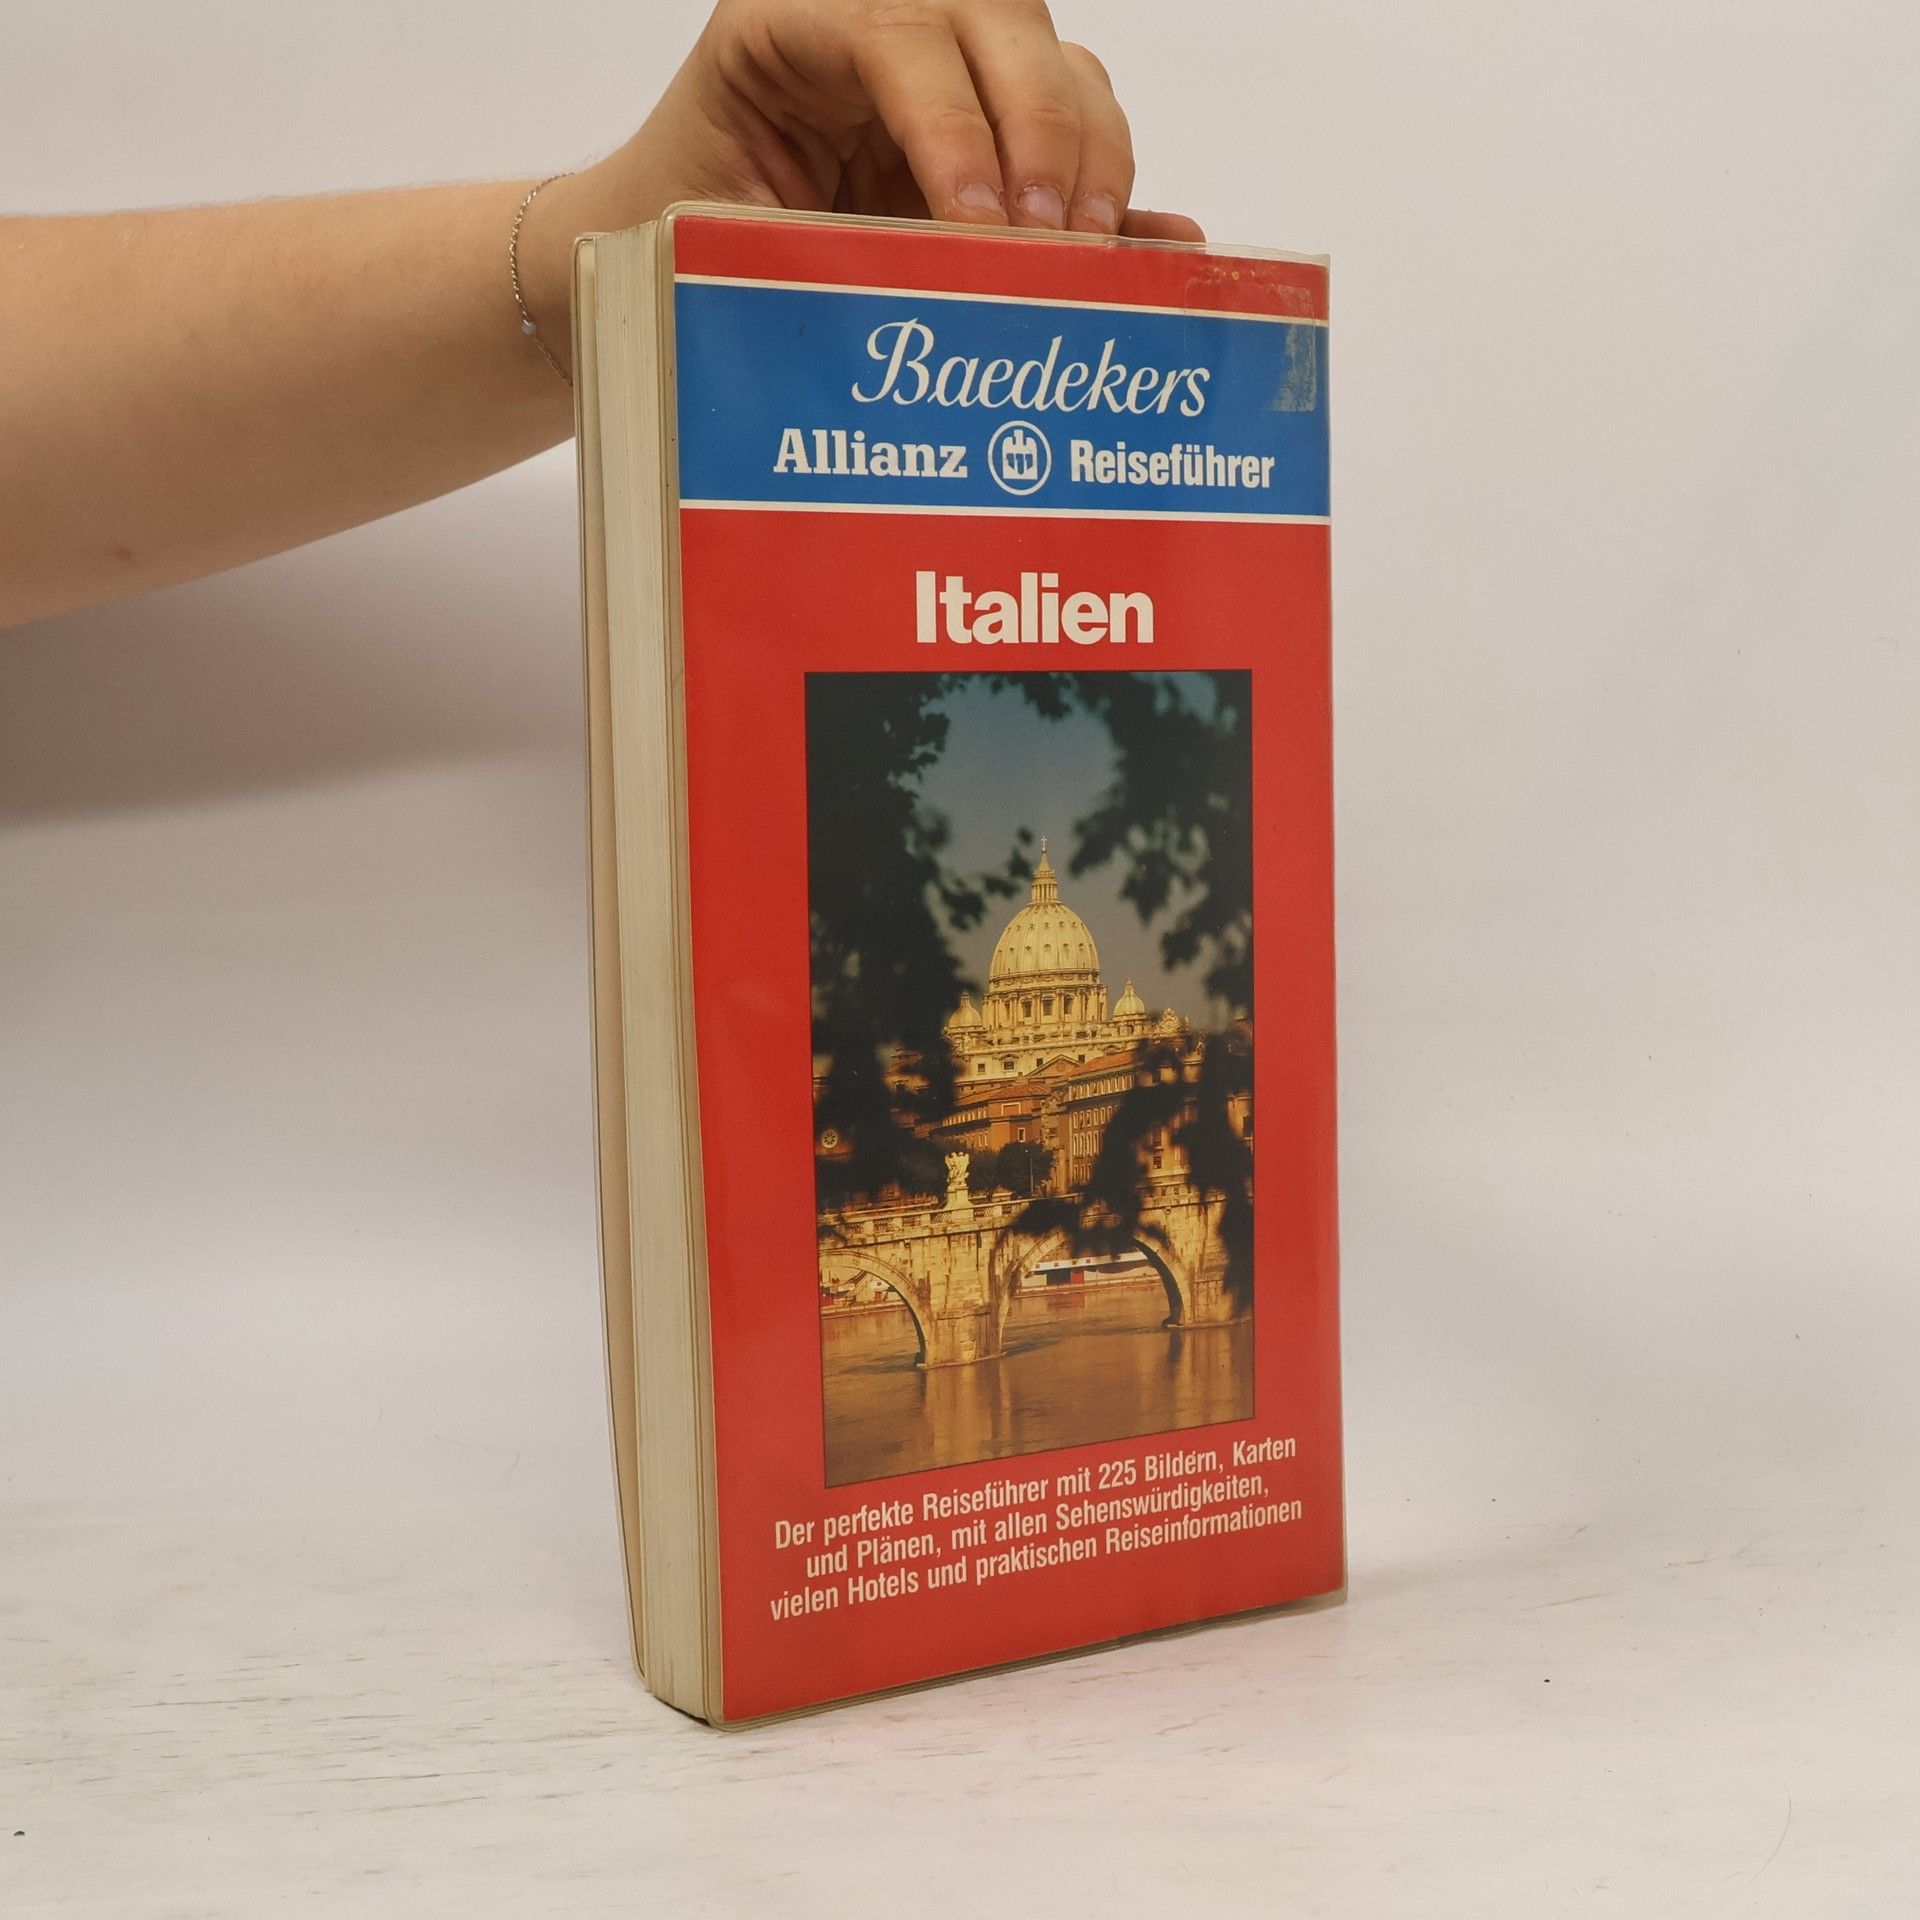 Baedekers
Allianz Reiseführer
Italien
Der perfekte Reiseführer mit 225 Bildern, Karten
und Plänen, mit allen Sehenswürdigkeiten,
vielen Hotels und praktischen Reiseinformationen